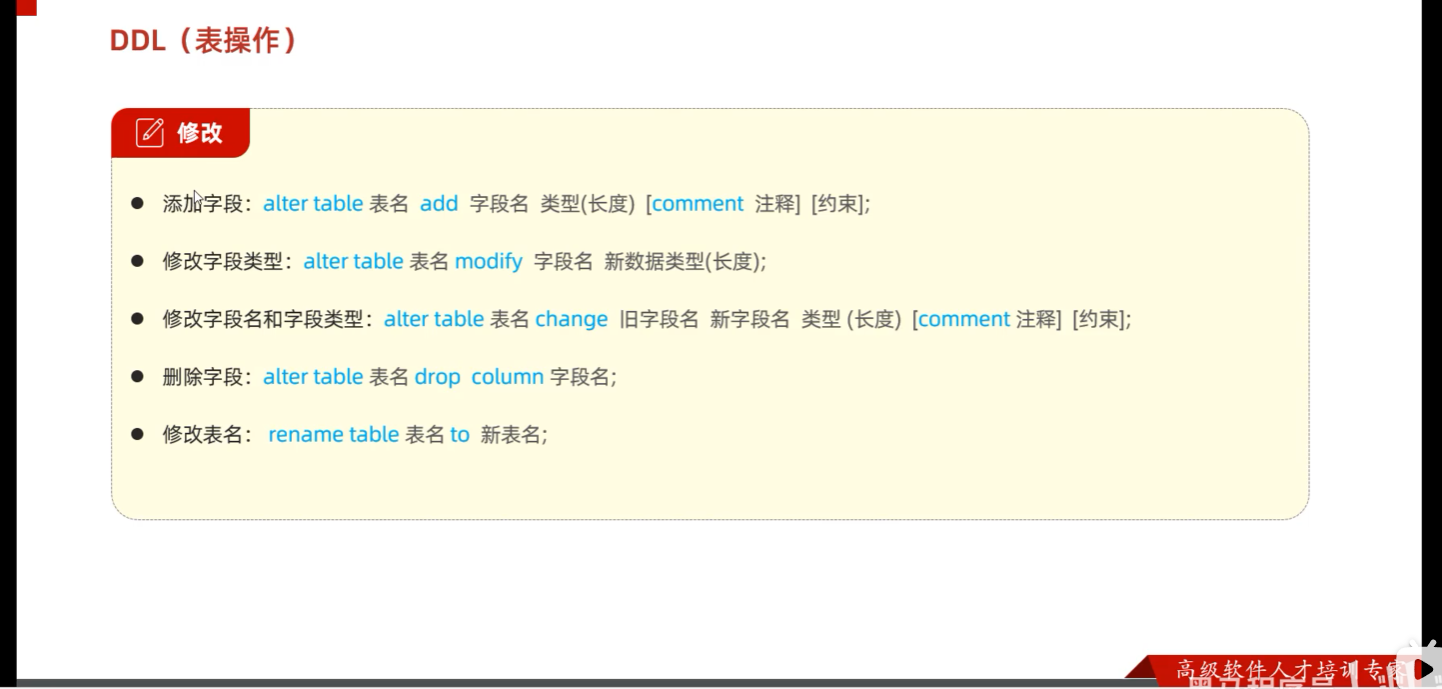 DDL（表操作）
修改
添加字段：alter table 表名 add 字段名 类型(长度) [comment 注释] [约束];
修改字段类型：alter table 表名 modify 字段名 新数据类型(长度);
修改字段名和字段类型：alter table 表名 change 旧字段名 新字段名 类型 (长度) [comment 注释] [约束];
删除字段：alter table 表名 drop column 字段名;
修改表名： rename table 表名 to 新表名;
高级软件人才培训专家